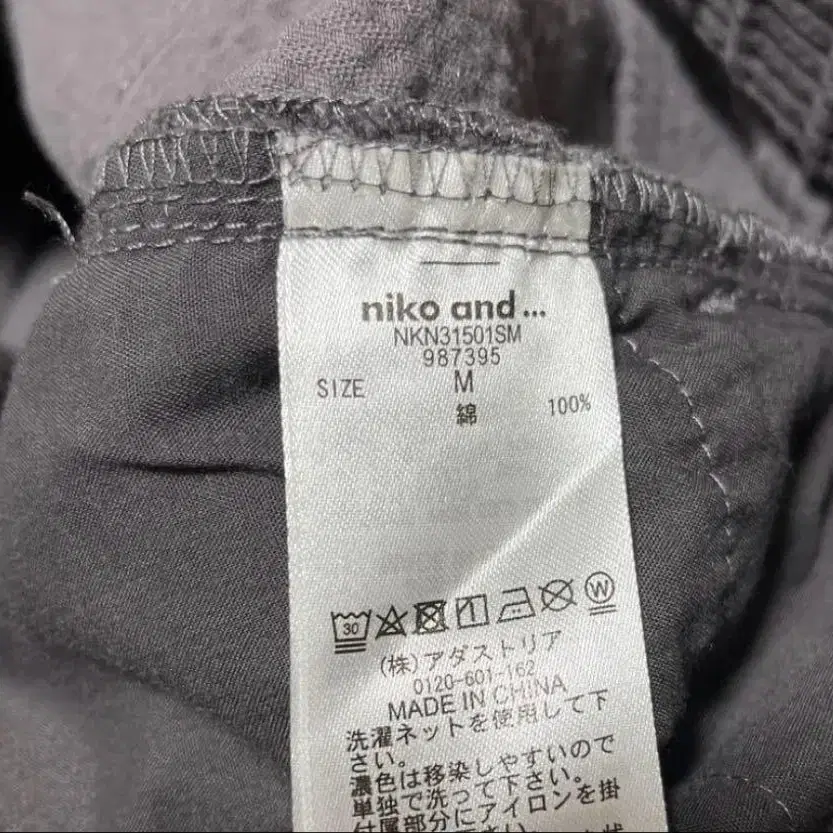 niko and...
NKN31501SM
987395
SIZE M
綿 100%
30 W
(株)アダストリア
0120-601-162
MADE IN CHINA
洗濯ネットを使用して下
さい。
濃色は移染しやすいので
単独で洗って下さい。
付属部分にアイロンを掛